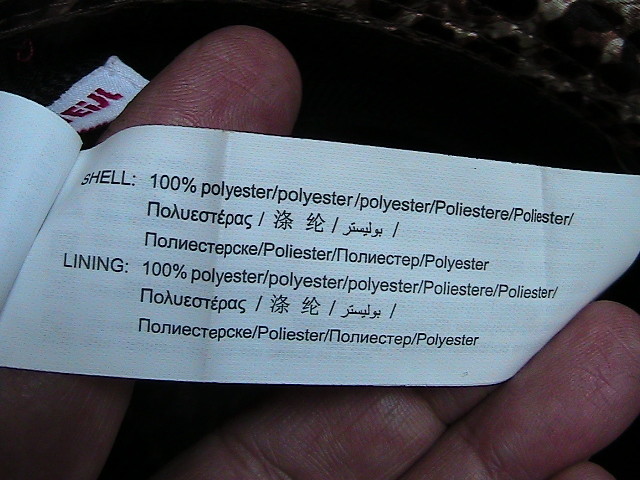 SHELL: 100% polyester/polyester/polyester/Poliestere/Poliester/
Πολυεστέρας / 涤 纶 / بوليستر /
Полиестерске/Poliester/Полиестер/Polyester
LINING: 100% polyester/polyester/polyester/Poliestere/Poliester/
Πολυεστέρας / 涤 纶 / بوليستر /
Полиестерске/Poliester/Полиестер/Polyester